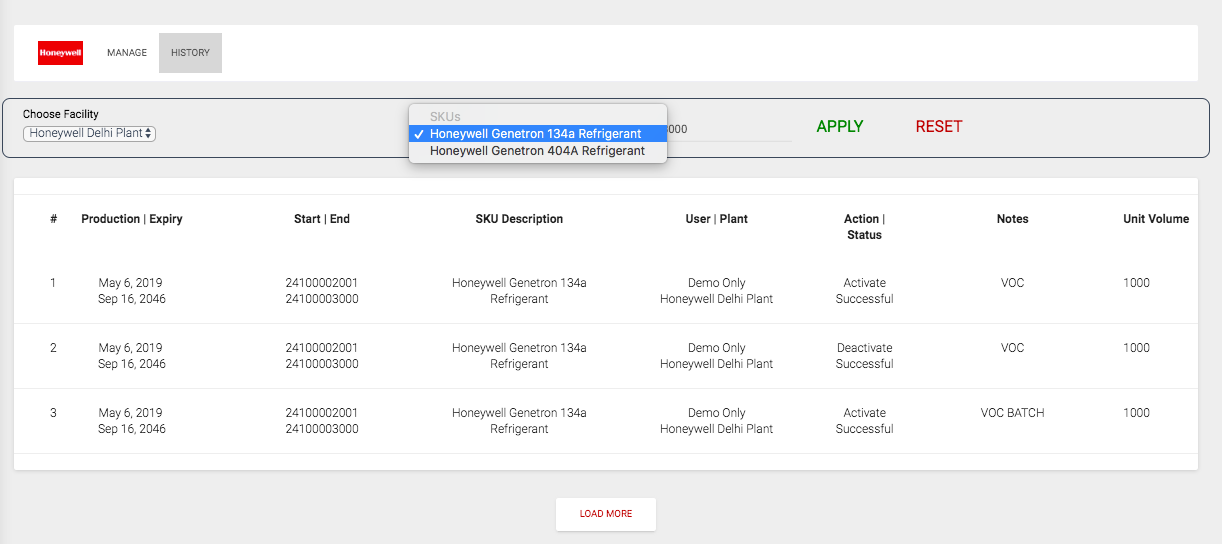 Honeywell
MANAGE
HISTORY
Choose Facility
Honeywell Delhi Plant
SKUs
✓ Honeywell Genetron 134a Refrigerant
Honeywell Genetron 404A Refrigerant
000
APPLY
RESET
# Production | Expiry Start | End SKU Description User | Plant Action | Notes Unit Volume
Status
1 May 6, 2019 24100002001 Honeywell Genetron 134a Demo Only Activate VOC 1000
Sep 16, 2046 24100003000 Refrigerant Honeywell Delhi Plant Successful
2 May 6, 2019 24100002001 Honeywell Genetron 134a Demo Only Deactivate VOC 1000
Sep 16, 2046 24100003000 Refrigerant Honeywell Delhi Plant Successful
3 May 6, 2019 24100002001 Honeywell Genetron 134a Demo Only Activate VOC BATCH 1000
Sep 16, 2046 24100003000 Refrigerant Honeywell Delhi Plant Successful
LOAD MORE